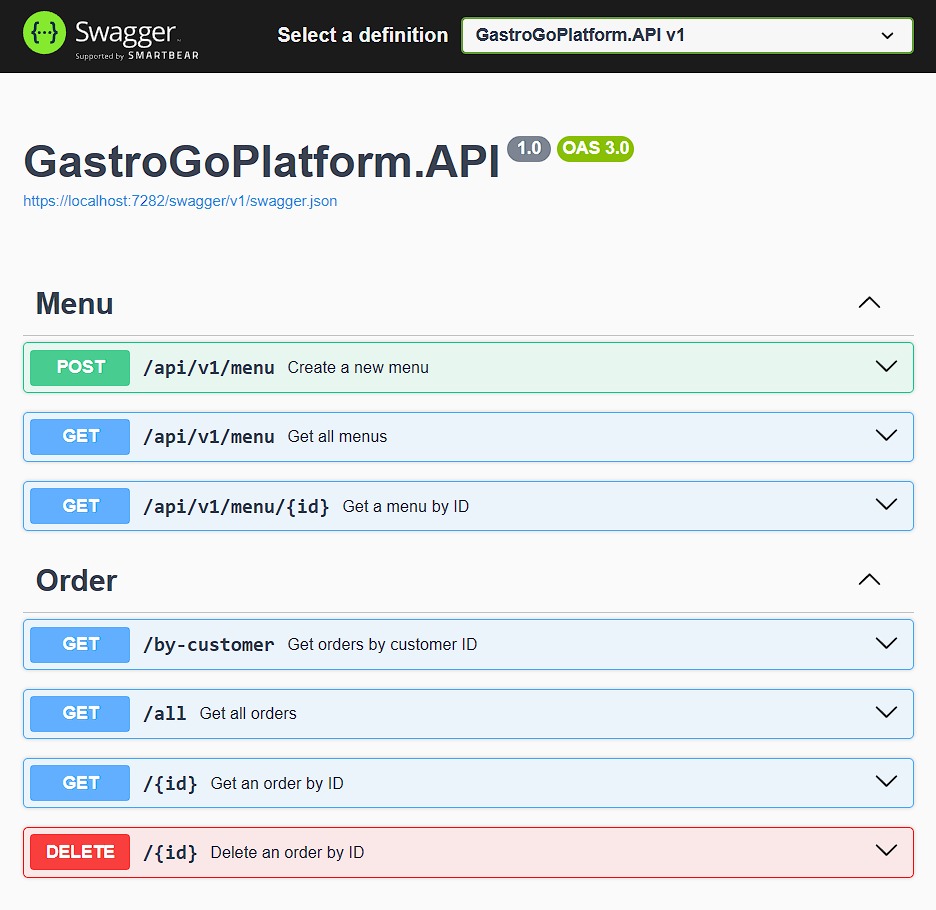 Swagger
Supported by SMARTBEAR
Select a definition
GastroGoPlatform.API v1
GastroGoPlatform.API 1.0 OAS 3.0
https://localhost:7282/swagger/v1/swagger.json
Menu
POST /api/v1/menu Create a new menu
GET /api/v1/menu Get all menus
GET /api/v1/menu/{id} Get a menu by ID
Order
GET /by-customer Get orders by customer ID
GET /all Get all orders
GET /{id} Get an order by ID
DELETE /{id} Delete an order by ID